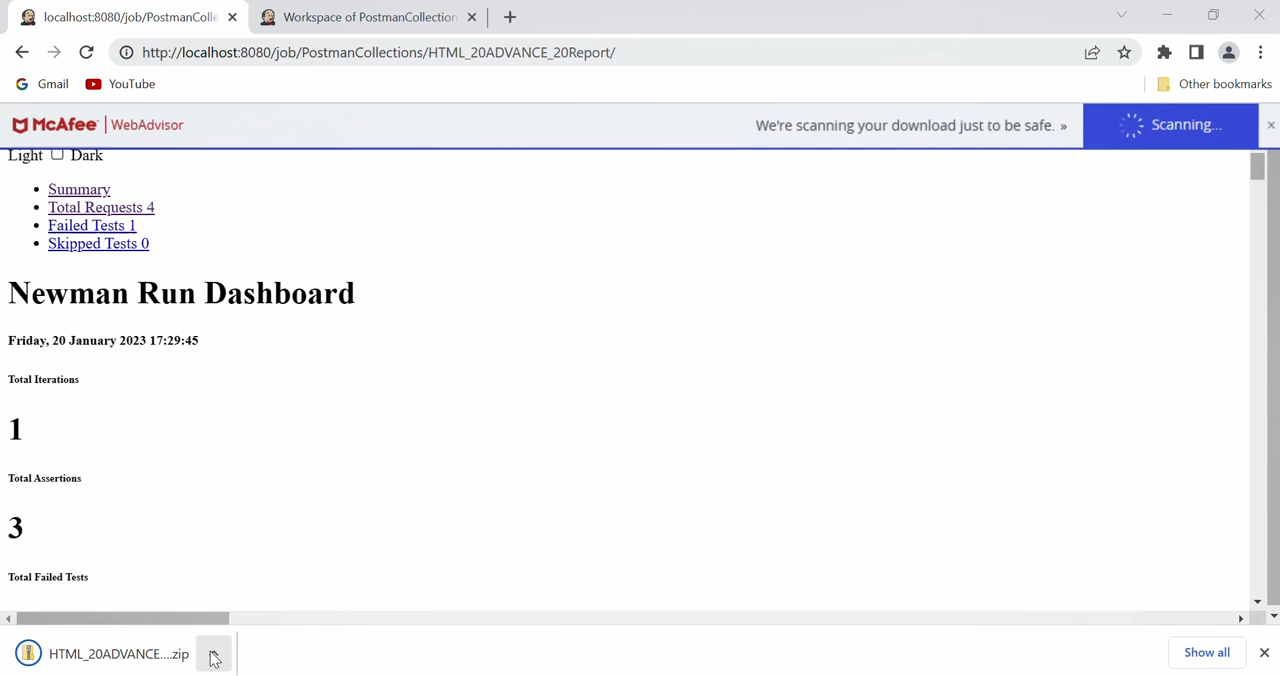 localhost:8080/job/PostmanColle
Workspace of PostmanCollection
http://localhost:8080/job/PostmanCollections/HTML_20ADVANCE_20Report/
Gmail
YouTube
Other bookmarks
McAfee | WebAdvisor
We're scanning your download just to be safe. »
Scanning...
Light Dark
• Summary
• Total Requests 4
• Failed Tests 1
• Skipped Tests 0
Newman Run Dashboard
Friday, 20 January 2023 17:29:45
Total Iterations
1
Total Assertions
3
Total Failed Tests
HTML_20ADVANCE....zip
Show all